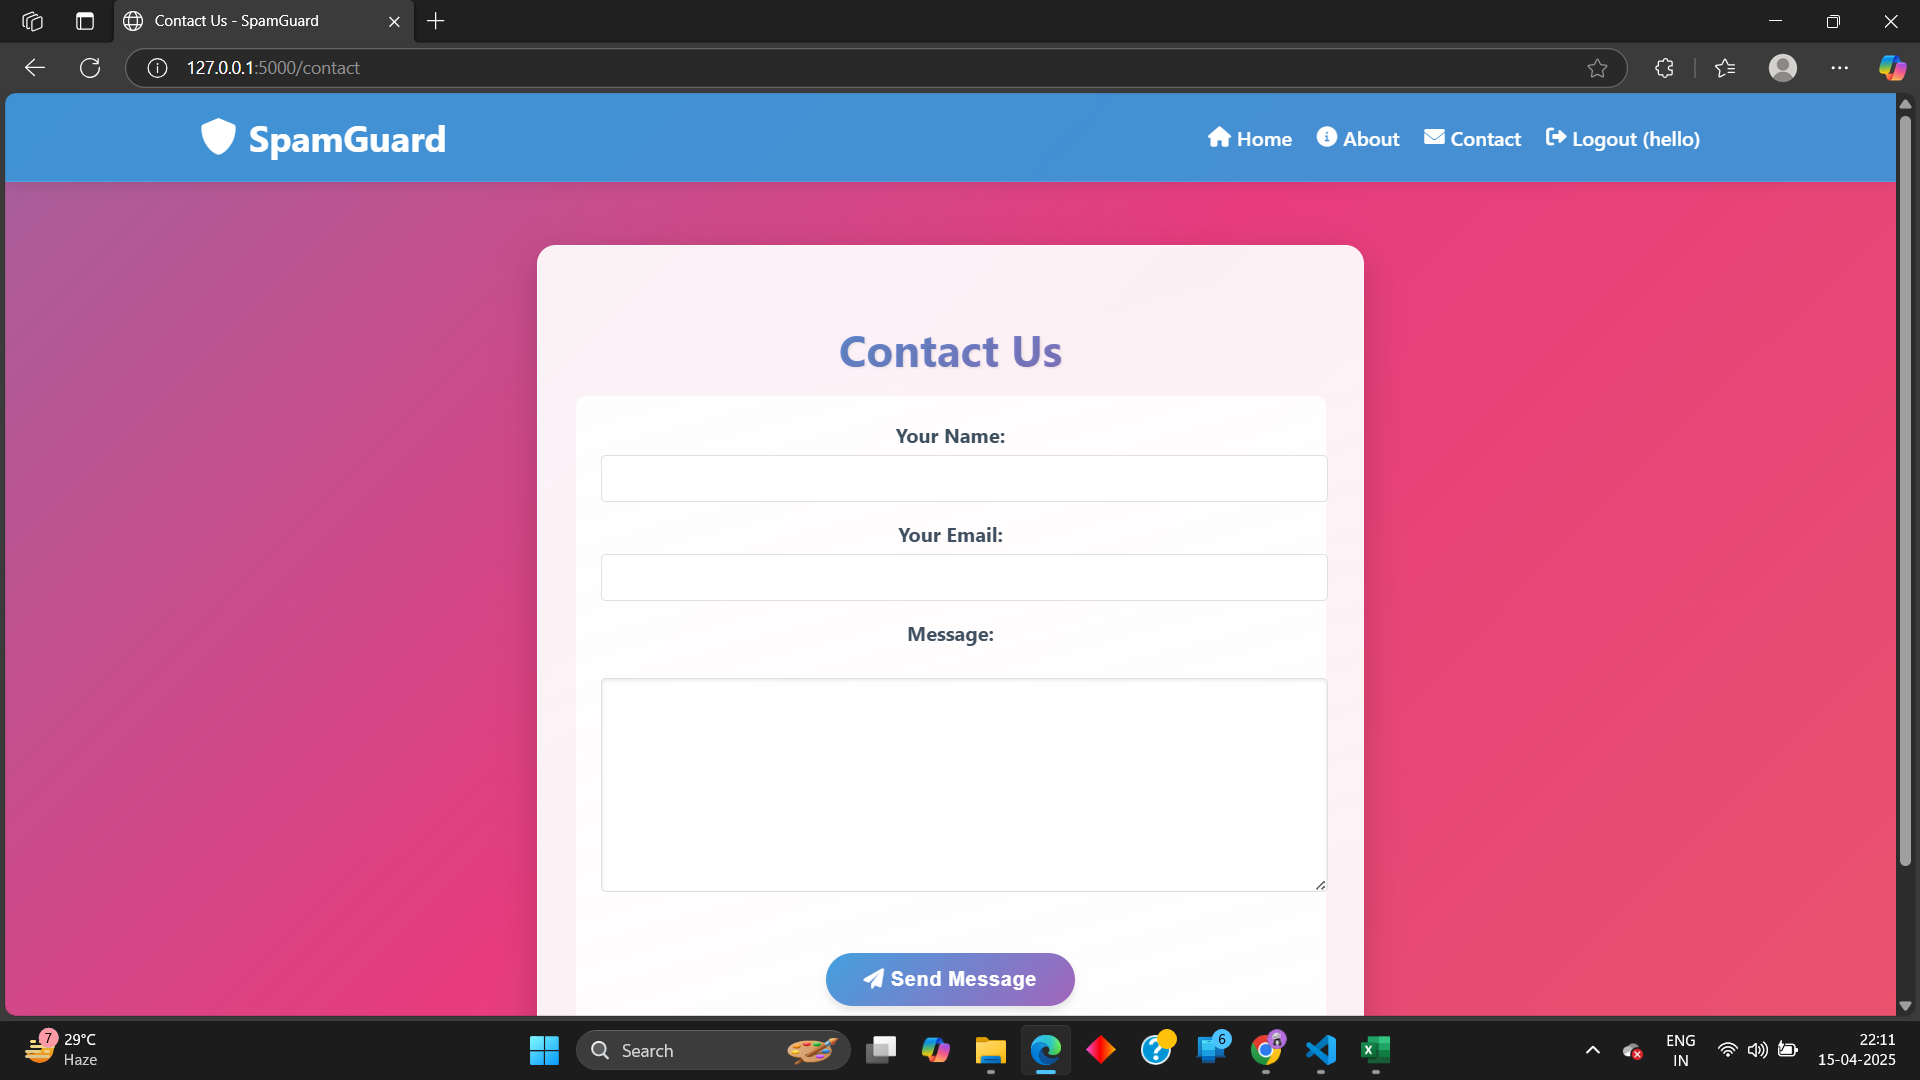 Contact Us - SpamGuard
127.0.0.1:5000/contact
SpamGuard
Home
About
Contact
Logout (hello)
Contact Us
Your Name:
Your Email:
Message:
Send Message
7
29°C
Haze
Search
6
ENG
IN
22:11
15-04-2025